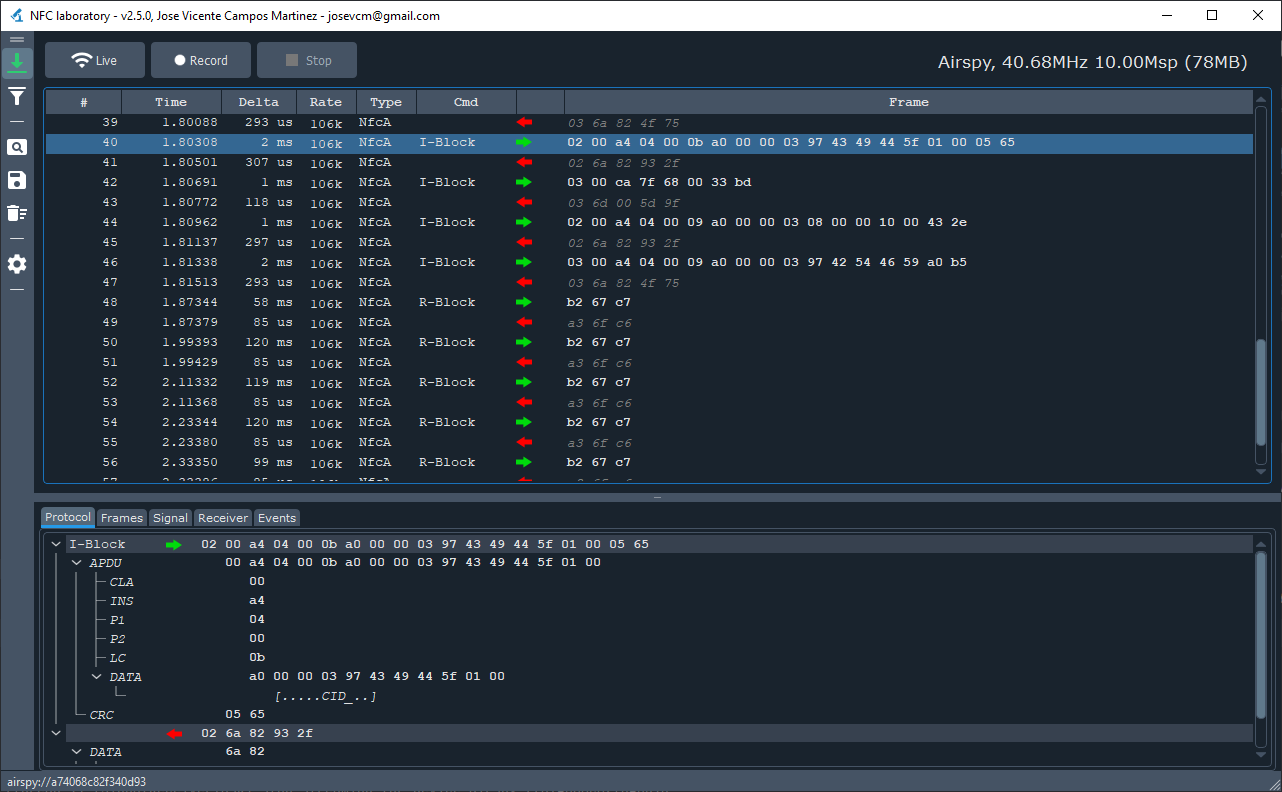 NFC laboratory - v2.5.0, Jose Vicente Campos Martinez - josevcm@gmail.com
Live Record Stop Airspy, 40.68MHz 10.00Msp (78MB)
# Time Delta Rate Type Cmd Frame
39 1.80088 293 us 106k NfcA 03 6a 82 4f 75
40 1.80308 2 ms 106k NfcA I-Block 02 00 a4 04 00 0b a0 00 00 03 97 43 49 44 5f 01 00 05 65
41 1.80501 307 us 106k NfcA 02 6a 82 93 2f
42 1.80691 1 ms 106k NfcA I-Block 03 00 ca 7f 68 00 33 bd
43 1.80772 118 us 106k NfcA 03 6d 00 5d 9f
44 1.80962 1 ms 106k NfcA I-Block 02 00 a4 04 00 09 a0 00 00 03 08 00 00 10 00 43 2e
45 1.81137 297 us 106k NfcA 02 6a 82 93 2f
46 1.81338 2 ms 106k NfcA I-Block 03 00 a4 04 00 09 a0 00 00 03 97 42 54 46 59 a0 b5
47 1.81513 293 us 106k NfcA 03 6a 82 4f 75
48 1.87344 58 ms 106k NfcA R-Block b2 67 c7
49 1.87379 85 us 106k NfcA a3 6f c6
50 1.99393 120 ms 106k NfcA R-Block b2 67 c7
51 1.99429 85 us 106k NfcA a3 6f c6
52 2.11332 119 ms 106k NfcA R-Block b2 67 c7
53 2.11368 85 us 106k NfcA a3 6f c6
54 2.23344 120 ms 106k NfcA R-Block b2 67 c7
55 2.23380 85 us 106k NfcA a3 6f c6
56 2.33350 99 ms 106k NfcA R-Block b2 67 c7
Protocol Frames Signal Receiver Events
I-Block 02 00 a4 04 00 0b a0 00 00 03 97 43 49 44 5f 01 00 05 65
APDU 00 a4 04 00 0b a0 00 00 03 97 43 49 44 5f 01 00
CLA 00
INS a4
P1 04
P2 00
LC 0b
DATA a0 00 00 03 97 43 49 44 5f 01 00
[.....CID_..]
CRC 05 65
02 6a 82 93 2f
DATA 6a 82
airspy://a74068c82f340d93